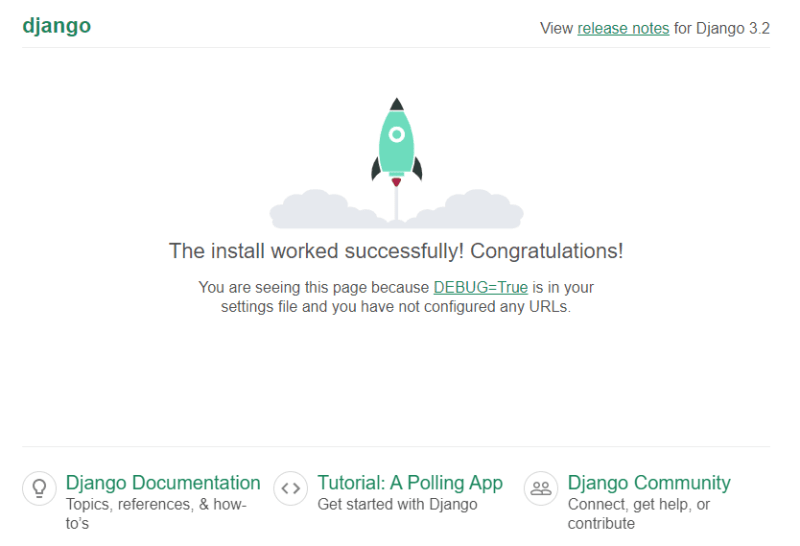 django
View release notes for Django 3.2
The install worked successfully! Congratulations!
You are seeing this page because DEBUG=True is in your
settings file and you have not configured any URLs.
Django Documentation
Topics, references, & how-
to's
Tutorial: A Polling App
Get started with Django
Django Community
Connect, get help, or
contribute